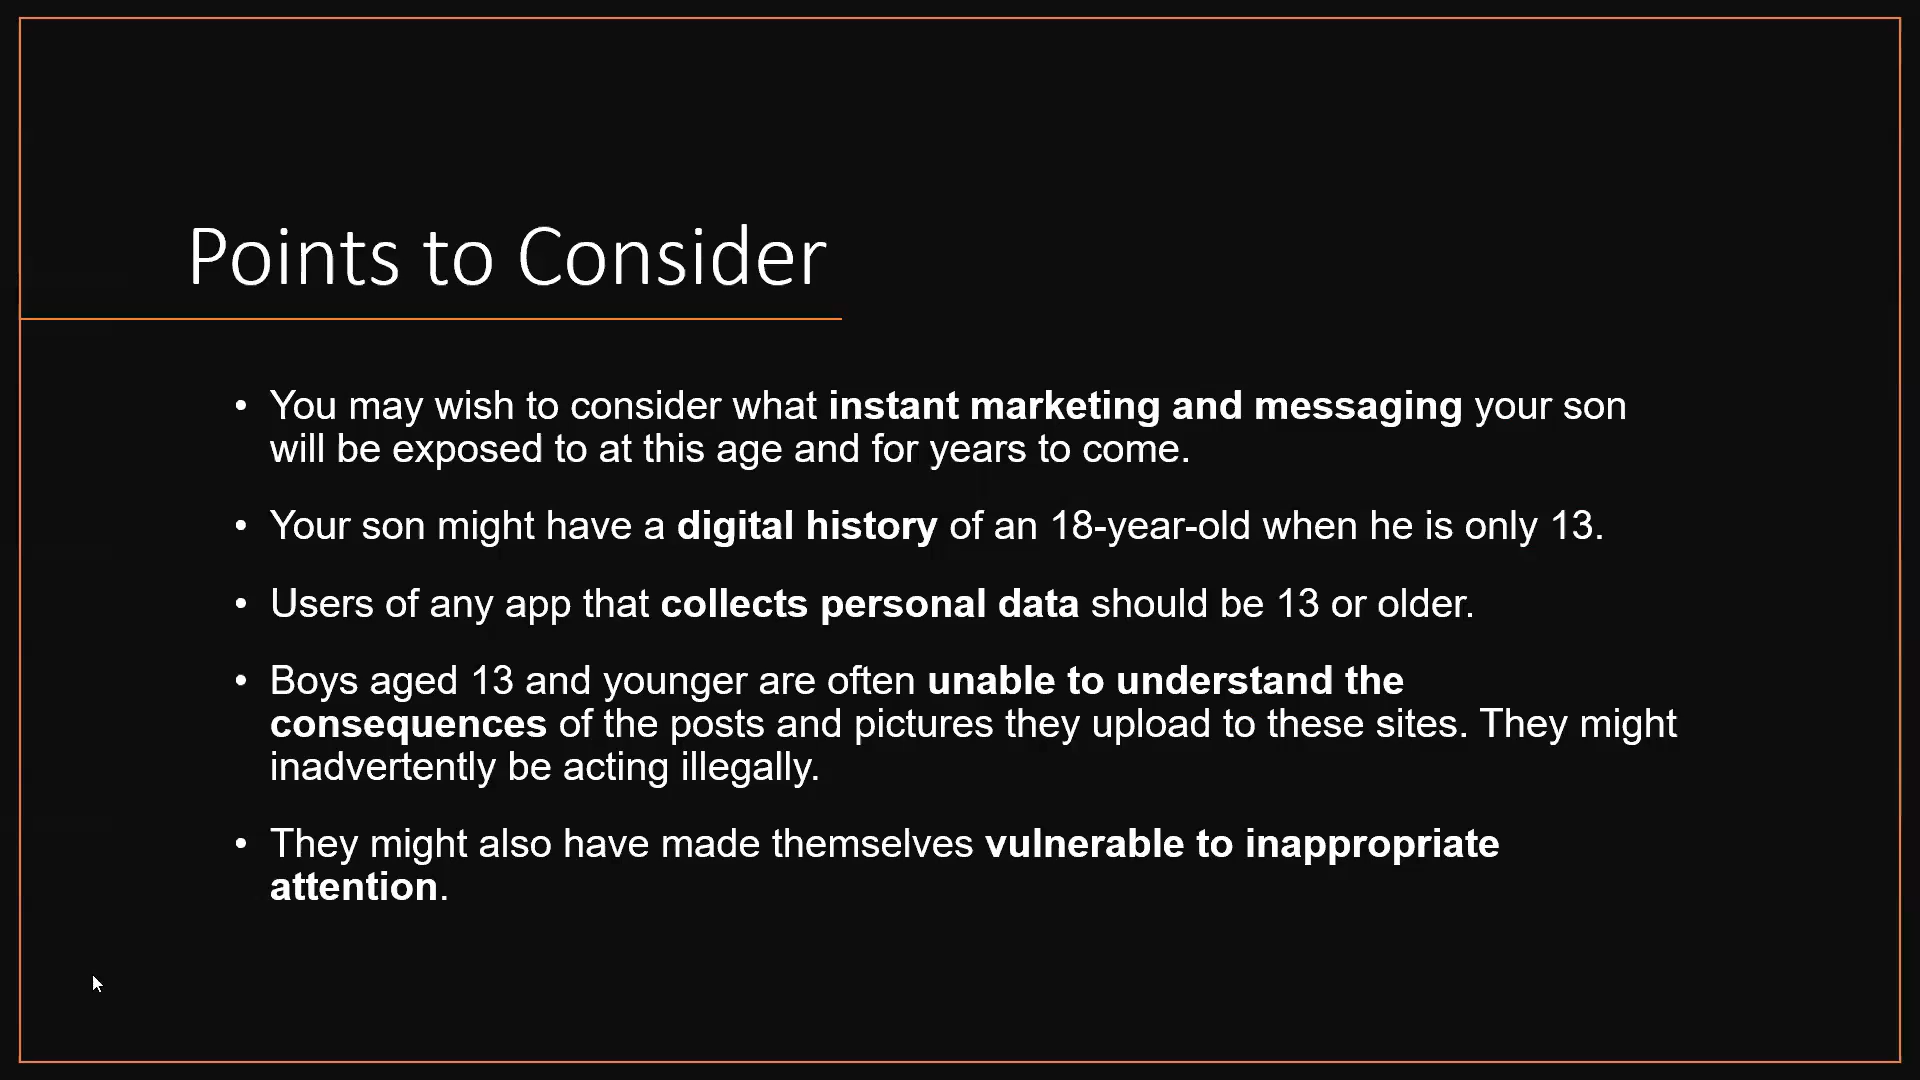 Points to Consider
• You may wish to consider what instant marketing and messaging your son
will be exposed to at this age and for years to come.
• Your son might have a digital history of an 18-year-old when he is only 13.
• Users of any app that collects personal data should be 13 or older.
• Boys aged 13 and younger are often unable to understand the
consequences of the posts and pictures they upload to these sites. They might
inadvertently be acting illegally.
• They might also have made themselves vulnerable to inappropriate
attention.